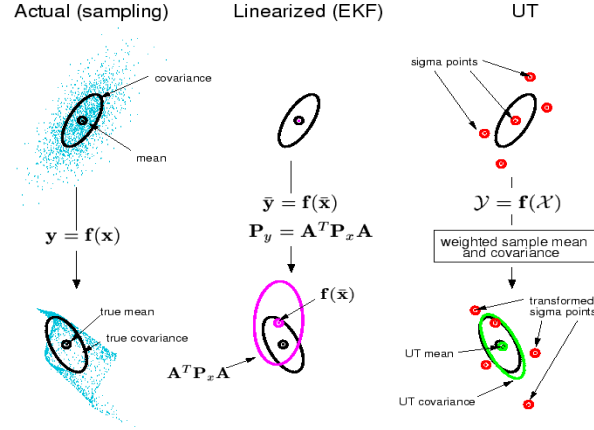 Actual (sampling)
Linearized (EKF)
UT
covariance
mean
sigma points
y = f(x)
ȳ = f(x̄)
P_y = A^T P_x A
𝒴 = f(𝒳)
weighted sample mean
and covariance
true mean
true covariance
f(x̄)
A^T P_x A
transformed
sigma points
UT mean
UT covariance